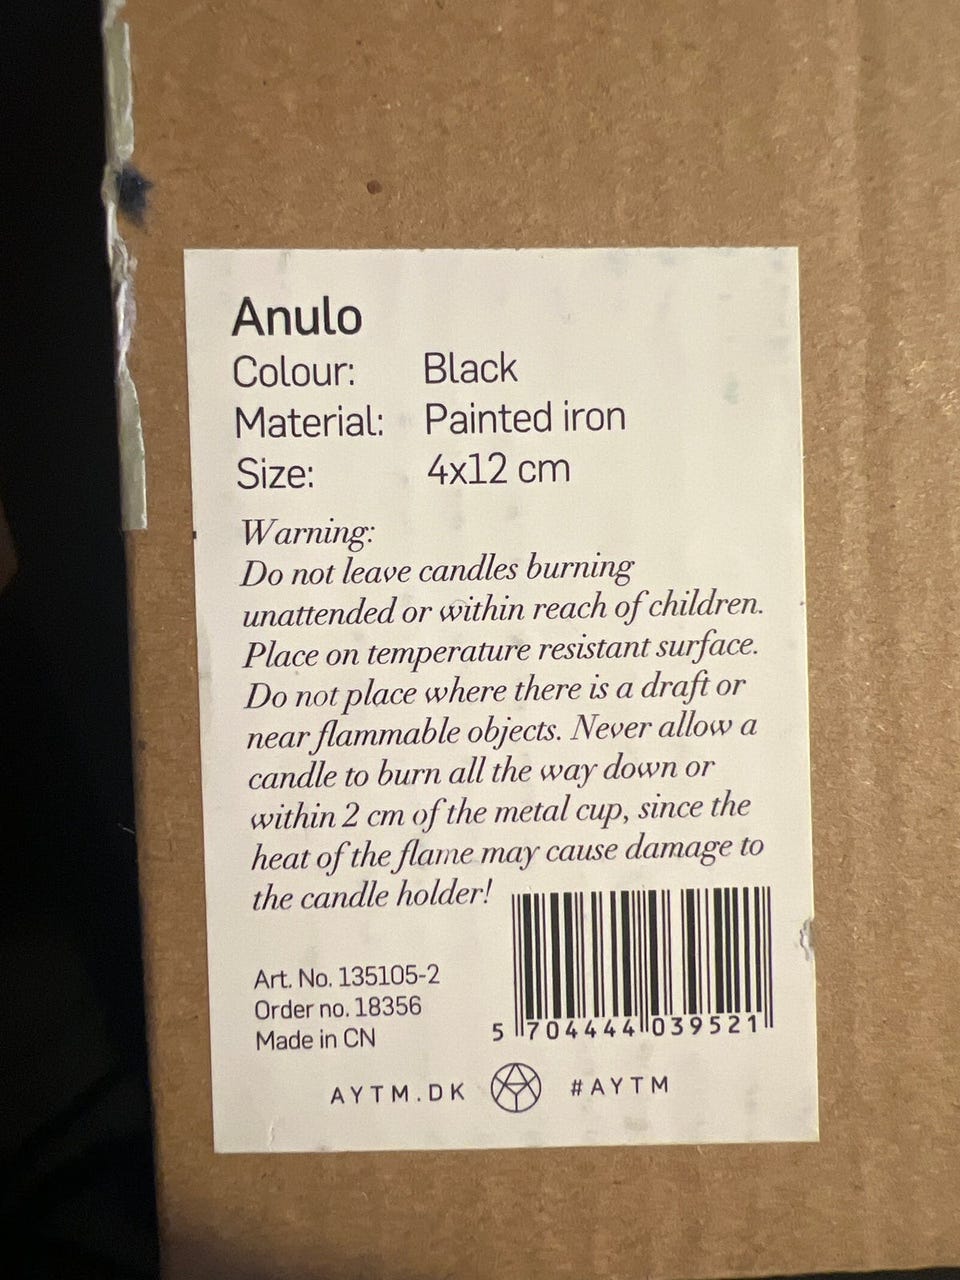 Anulo
Colour: Black
Material: Painted iron
Size: 4x12 cm
Warning:
Do not leave candles burning
unattended or within reach of children.
Place on temperature resistant surface.
Do not place where there is a draft or
near flammable objects. Never allow a
candle to burn all the way down or
within 2 cm of the metal cup, since the
heat of the flame may cause damage to
the candle holder!
Art. No. 135105-2
Order no. 18356
Made in CN
5 704444 039521
AYTM.DK #AYTM